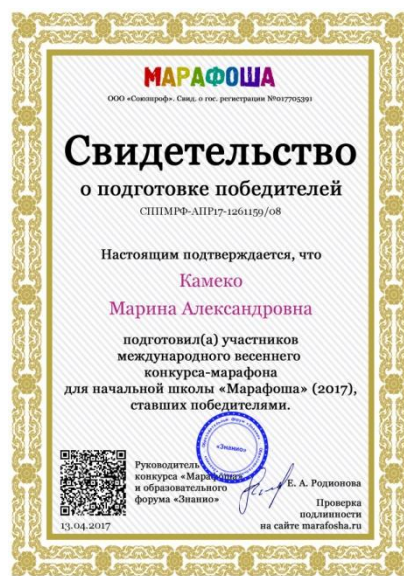 МАРАФОША
ООО «Союзпроф». Свид. о гос. регистрации №017705391
Свидетельство
о подготовке победителей
СППМРФ-АПР17-1261159/08
Настоящим подтверждается, что
Камеко
Марина Александровна
подготовил(а) участников
международного весеннего
конкурса-марафона
для начальной школы «Марафоша» (2017),
ставших победителями.
«Знанио»
Руководитель
конкурса «Марафоша»
и образовательного
форума «Знанио»
Е. А. Родионова
Проверка
подлинности
на сайте marafosha.ru
13.04.2017